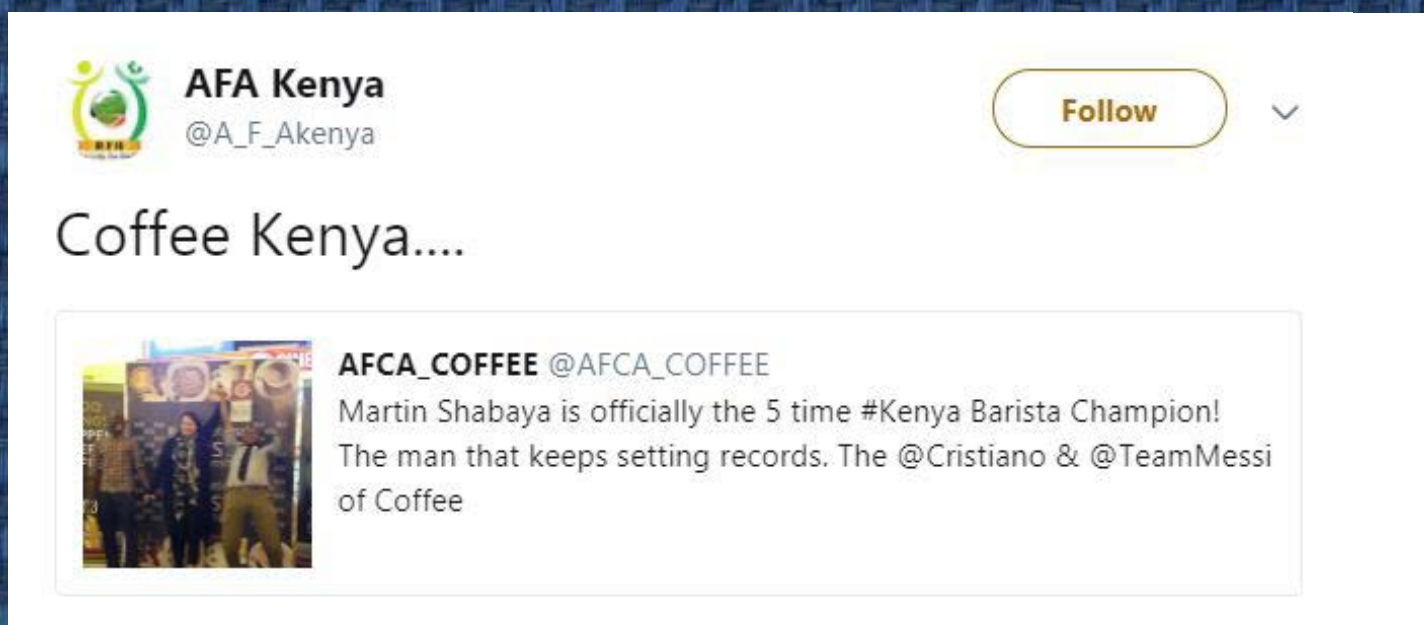 AFA Kenya
@A_F_Akenya
Follow
Coffee Kenya....
AFCA_COFFEE @AFCA_COFFEE
Martin Shabaya is officially the 5 time #Kenya Barista Champion!
The man that keeps setting records. The @Cristiano & @TeamMessi
of Coffee